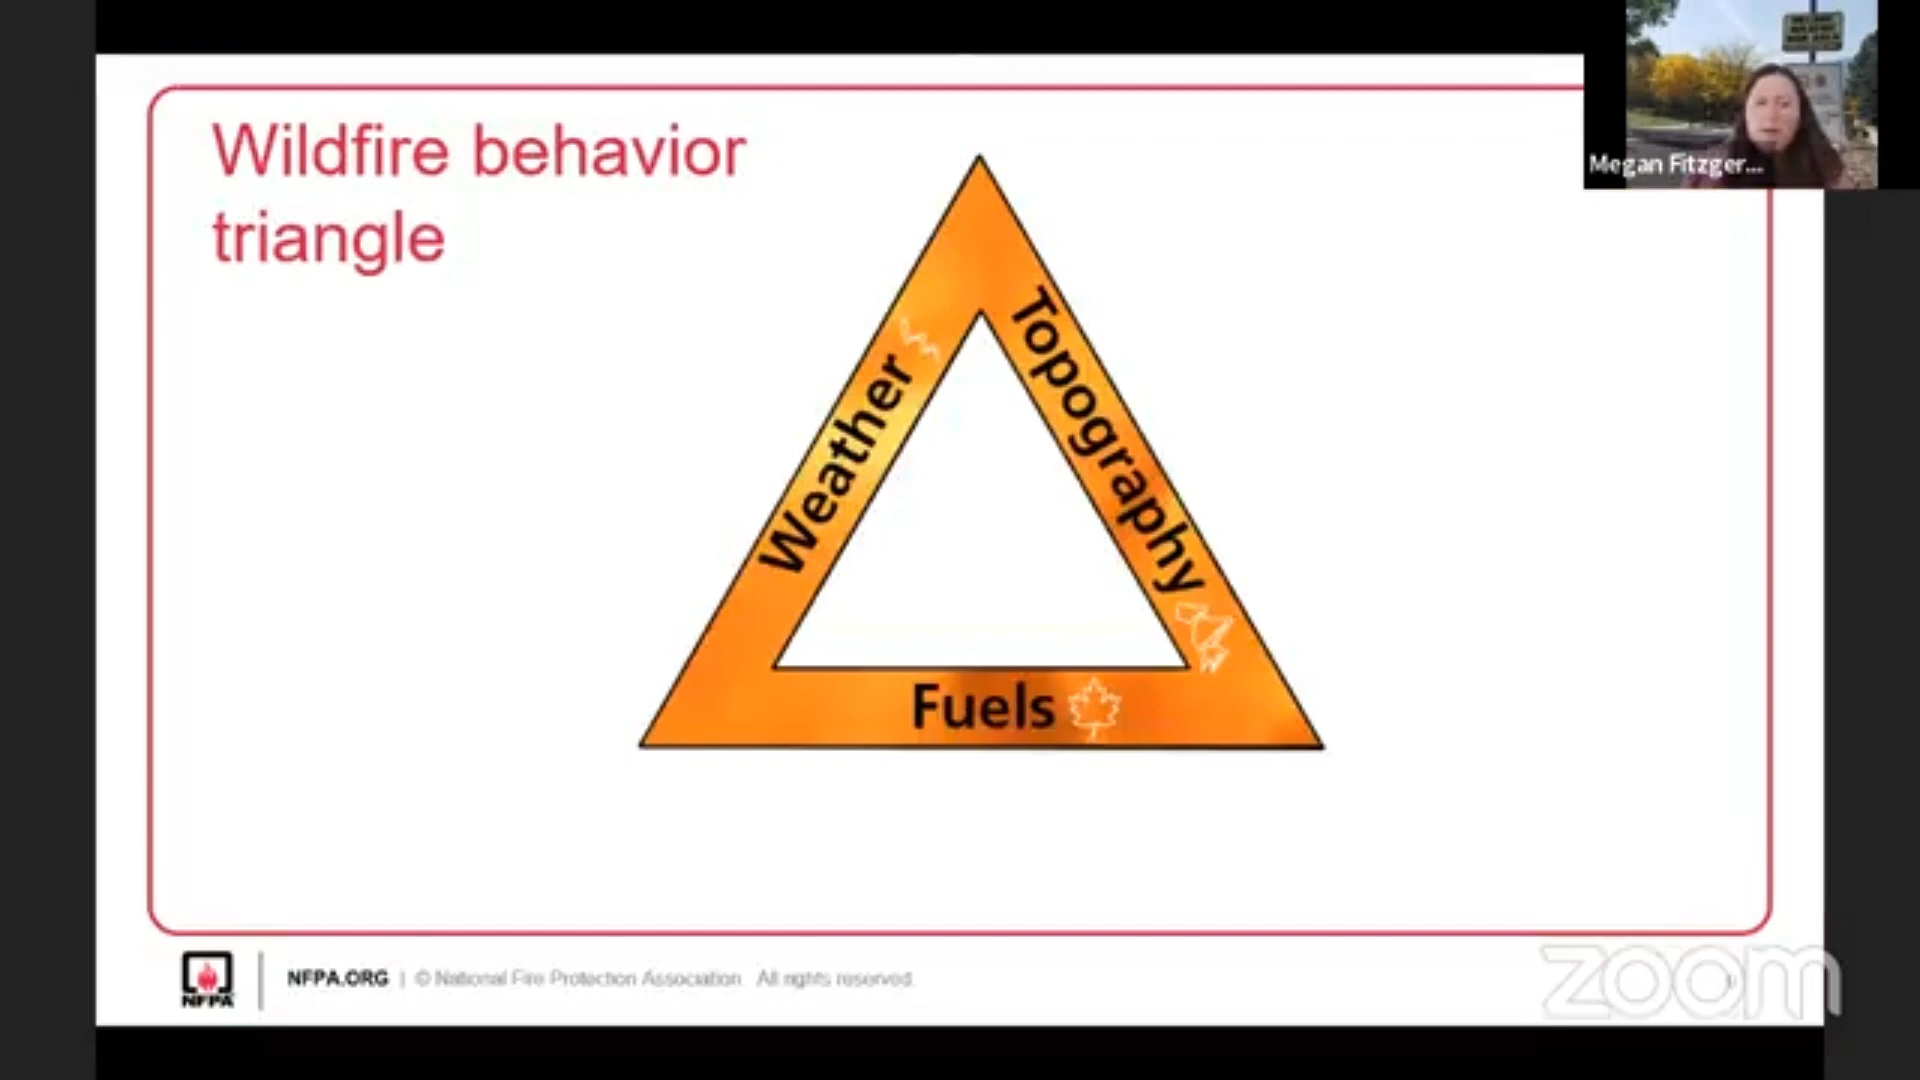 Wildfire behavior
triangle
Megan Fitzger...
Weather
Topography
Fuels
NFPA
NFPA.ORG | © National Fire Protection Association. All rights reserved.
zoom